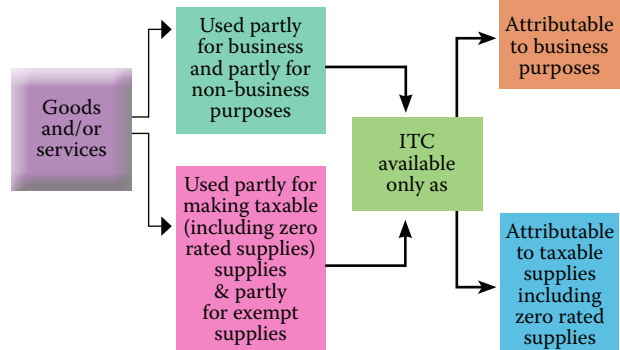 Goods
and/or
services
Used partly
for business
and partly for
non-business
purposes
Used partly for
making taxable
(including zero
rated supplies)
supplies
& partly
for exempt
supplies
ITC
available
only as
Attributable
to business
purposes
Attributable
to taxable
supplies
including
zero rated
supplies